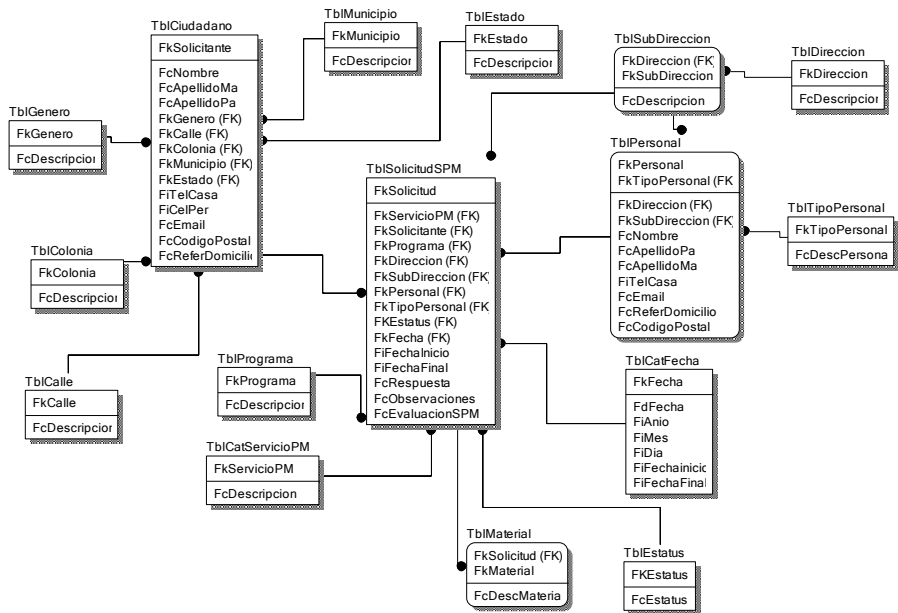 TblCiudadano
FkSolicitante
FcNombre
FcApellidoMa
FcApellidoPa
FkGenero (FK)
FkCalle (FK)
FkColonia (FK)
FkMunicipio (FK)
FkEstado (FK)
FiTelCasa
FiCelPer
FcEmail
FcCodigoPostal
FcReferDomicilio
TblMunicipio
FkMunicipio
FcDescripcion
TblEstado
FkEstado
FcDescripcion
TblSubDireccion
FkDireccion (FK)
FkSubDireccion
FcDescripcion
TblDireccion
FkDireccion
FcDescripcion
TblGenero
FkGenero
FcDescripcion
TblSolicitudSPM
FkSolicitud
FkServicioPM (FK)
FkSolicitante (FK)
FkPrograma (FK)
FkDireccion (FK)
FkSubDireccion (FK)
FkPersonal (FK)
FkTipoPersonal (FK)
FKEstatus (FK)
FkFecha (FK)
FiFechaInicio
FiFechaFinal
FcRespuesta
FcObservaciones
FcEvaluacionSPM
TblPersonal
FkPersonal
FkTipoPersonal (FK)
FkDireccion (FK)
FkSubDireccion (FK)
FcNombre
FcApellidoPa
FcApellidoMa
FiTelCasa
FcEmail
FcReferDomicilio
FcCodigoPostal
TblTipoPersonal
FkTipoPersonal
FcDescPersona
TblColonia
FkColonia
FcDescripcion
TblCalle
FkCalle
FcDescripcion
TblPrograma
FkPrograma
FcDescripcion
TblCatServicioPM
FkServicioPM
FcDescripcion
TblCatFecha
FkFecha
FdFecha
FiAnio
FiMes
FiDia
FiFechainicio
FiFechaFinal
TblMaterial
FkSolicitud (FK)
FkMaterial
FcDescMateria
TblEstatus
FKEstatus
FcEstatus